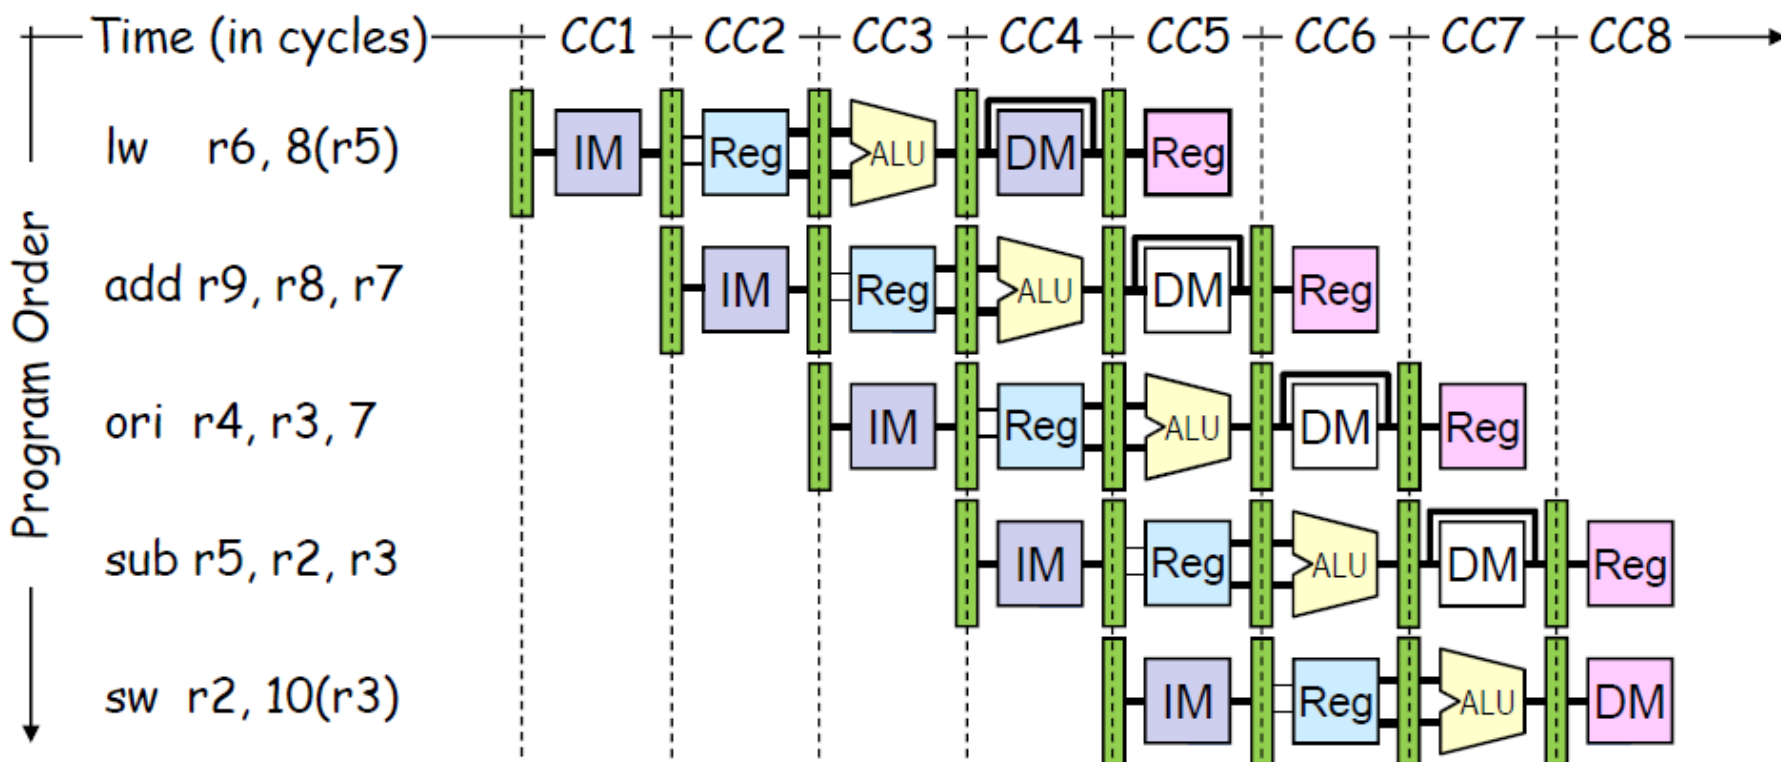 Time (in cycles) CC1 CC2 CC3 CC4 CC5 CC6 CC7 CC8
Program Order
lw r6, 8(r5) IM Reg ALU DM Reg
add r9, r8, r7 IM Reg ALU DM Reg
ori r4, r3, 7 IM Reg ALU DM Reg
sub r5, r2, r3 IM Reg ALU DM Reg
sw r2, 10(r3) IM Reg ALU DM